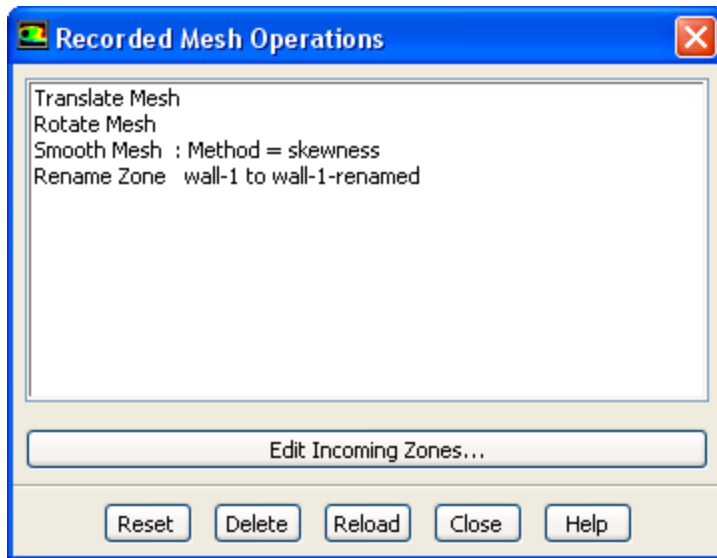 Recorded Mesh Operations
Translate Mesh
Rotate Mesh
Smooth Mesh : Method = skewness
Rename Zone wall-1 to wall-1-renamed
Edit Incoming Zones...
Reset Delete Reload Close Help